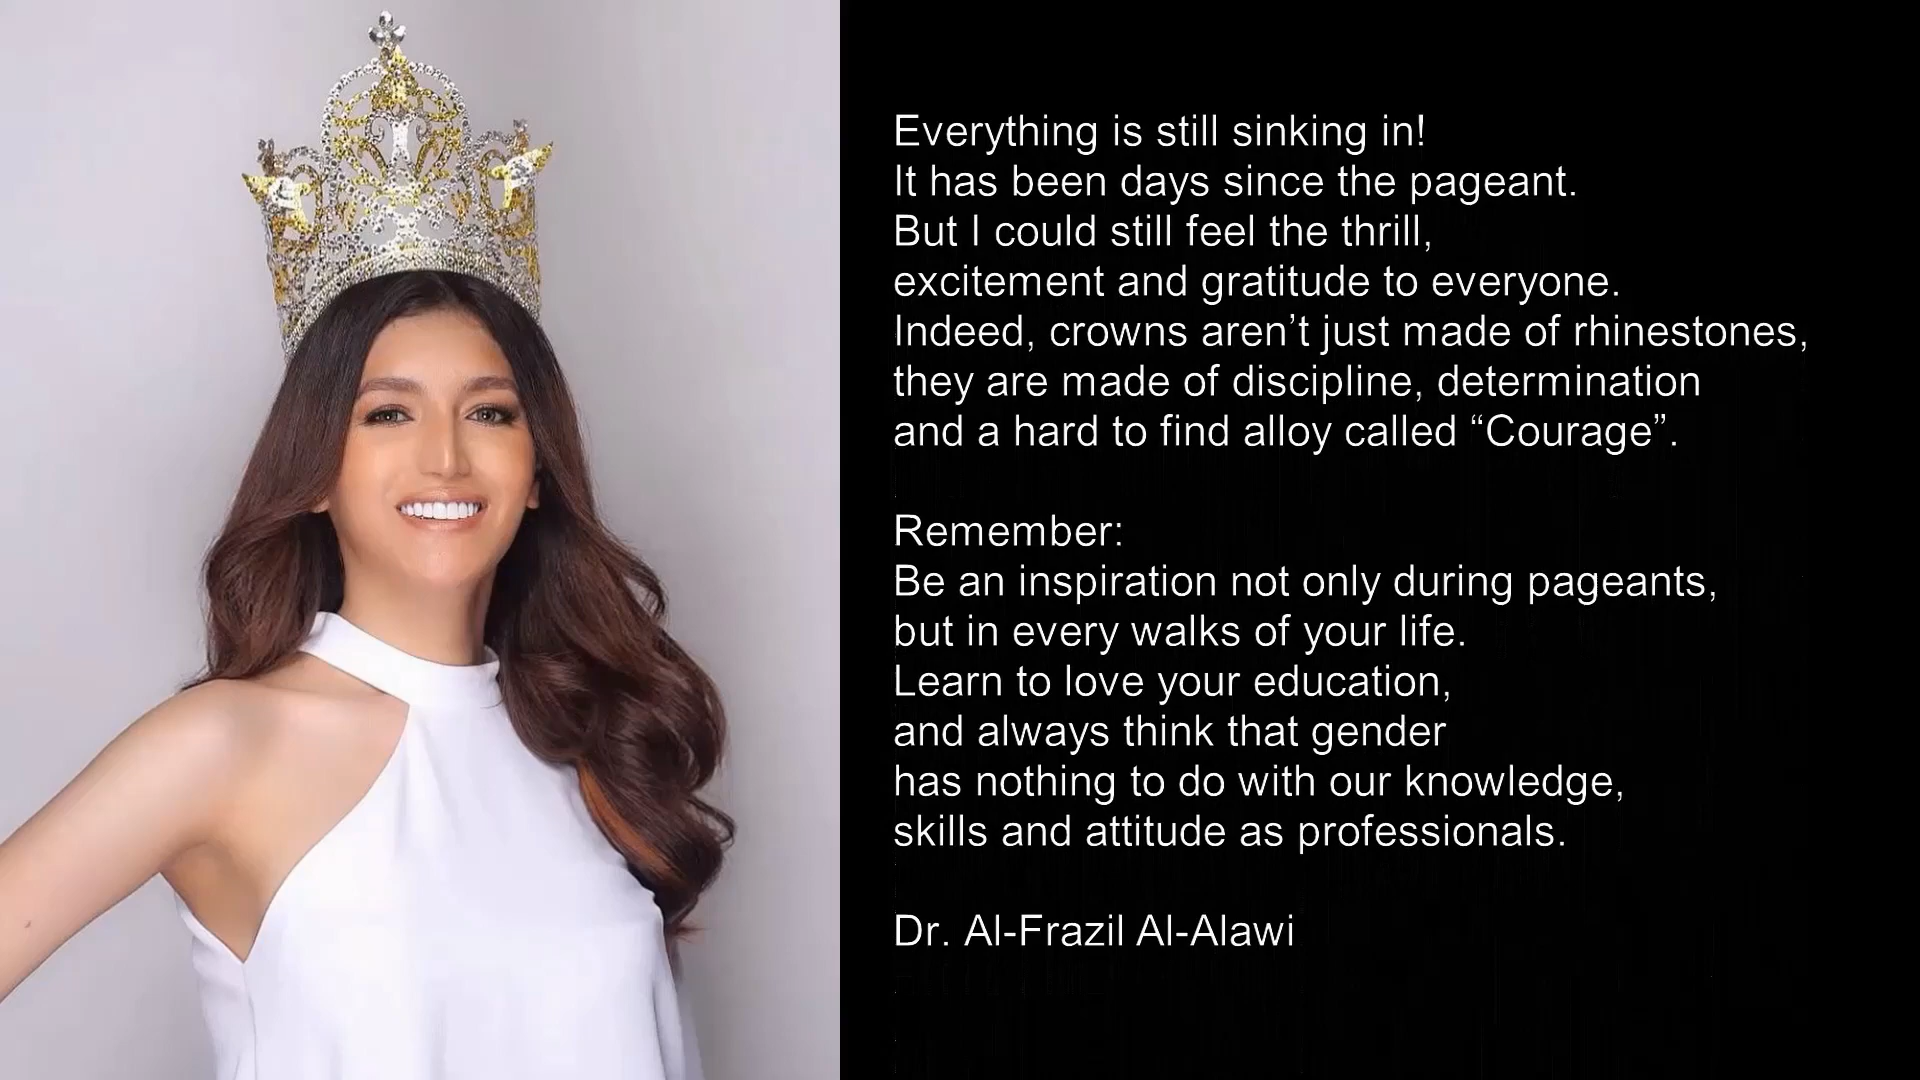 Everything is still sinking in!
It has been days since the pageant.
But I could still feel the thrill,
excitement and gratitude to everyone.
Indeed, crowns aren’t just made of rhinestones,
they are made of discipline, determination
and a hard to find alloy called “Courage”.
Remember:
Be an inspiration not only during pageants,
but in every walks of your life.
Learn to love your education,
and always think that gender
has nothing to do with our knowledge,
skills and attitude as professionals.
Dr. Al-Frazil Al-Alawi